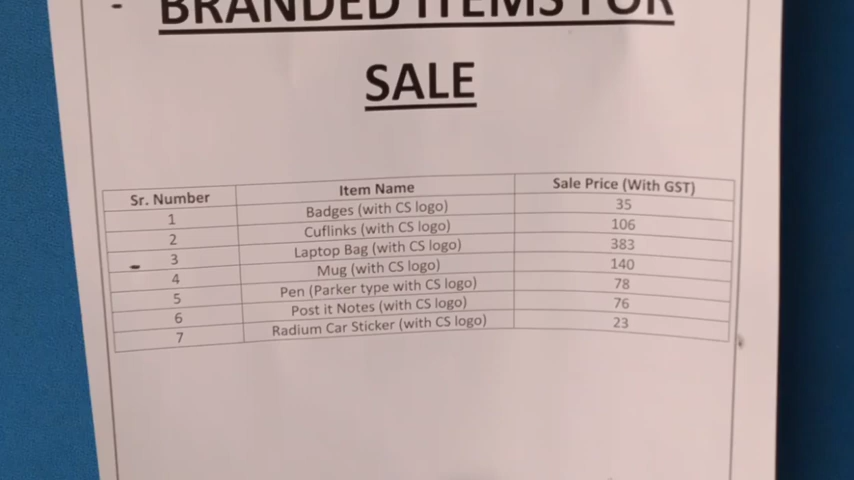 - BRANDED ITEMS FOR
SALE
Sr. Number Item Name Sale Price (With GST)
1 Badges (with CS logo) 35
2 Cuflinks (with CS logo) 106
3 Laptop Bag (with CS logo) 383
4 Mug (with CS logo) 140
5 Pen (Parker type with CS logo) 78
6 Post it Notes (with CS logo) 76
7 Radium Car Sticker (with CS logo) 23